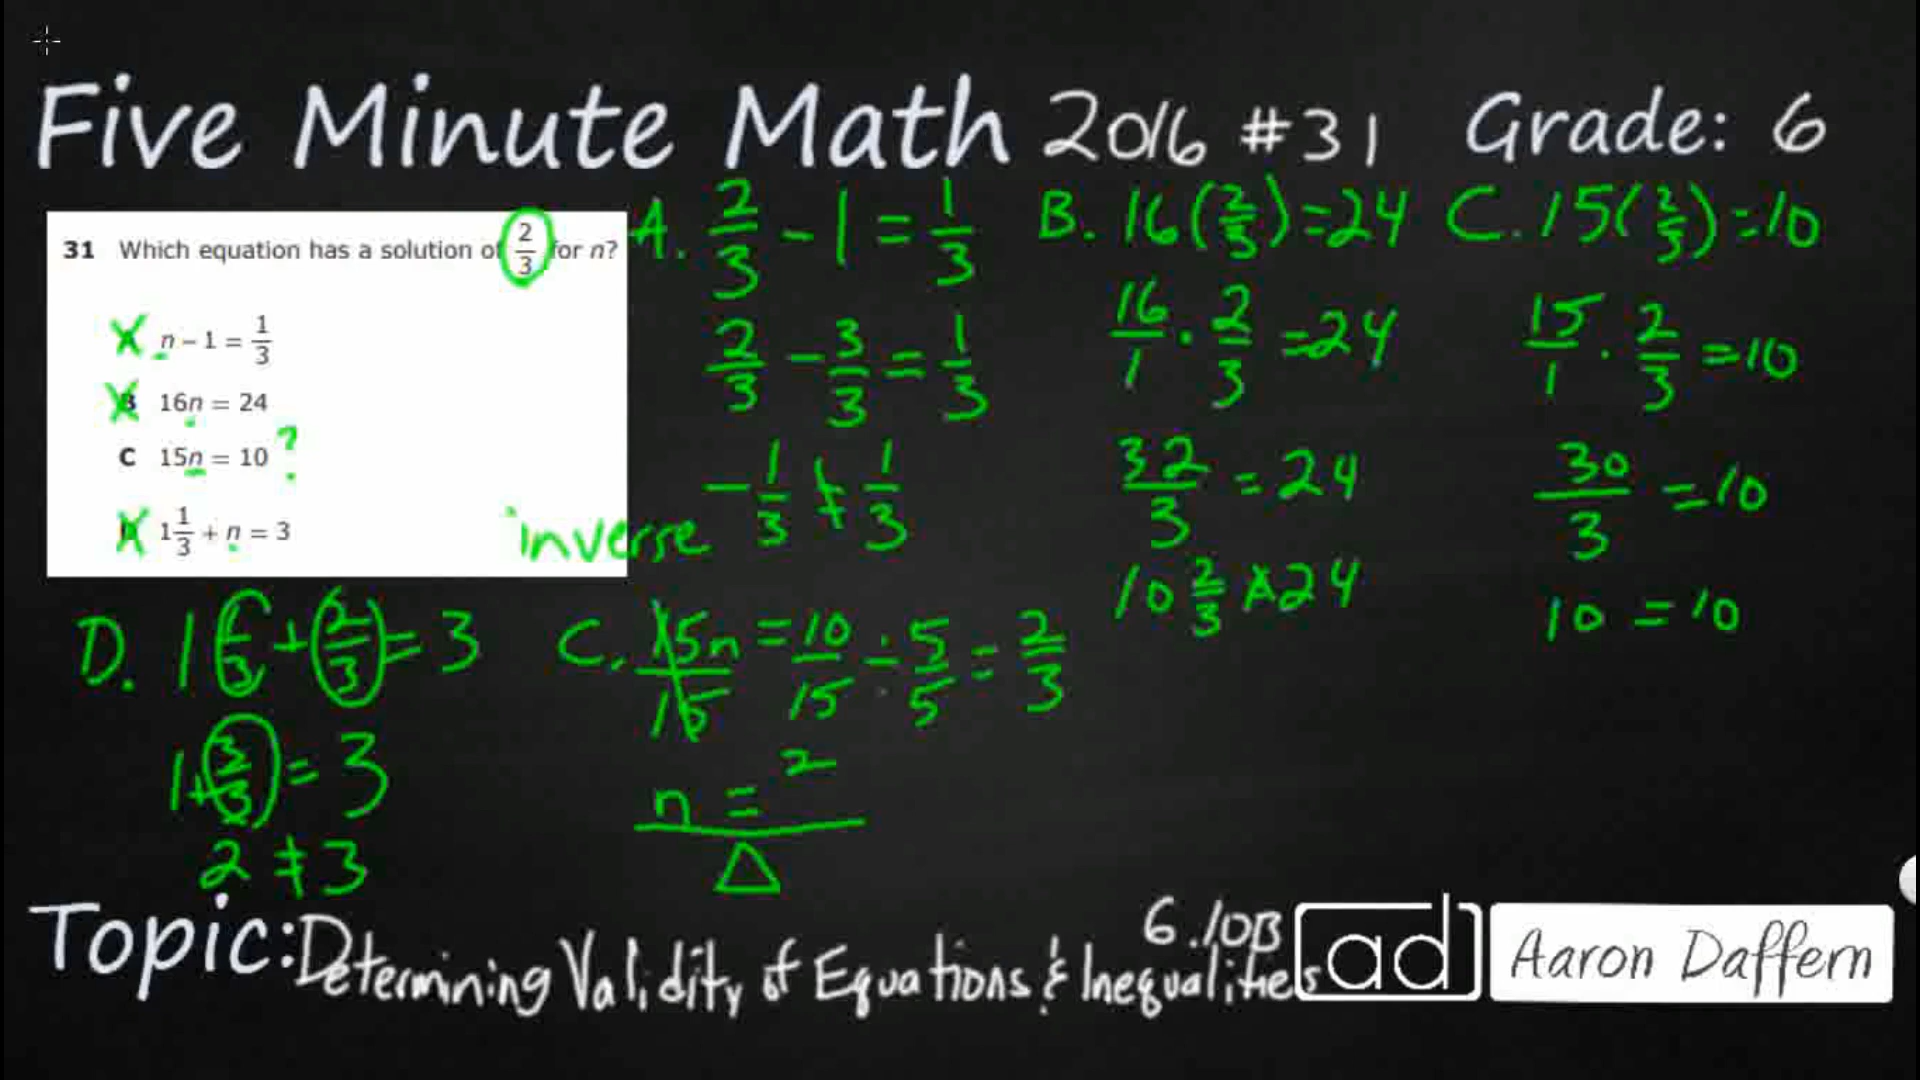 Five Minute Math 2016 #31 Grade: 6
31 Which equation has a solution of 2/3 for n?
n − 1 = 1/3
B 16n = 24
C 15n = 10 ?
1 1/3 + n = 3
inverse
A. 2/3 - 1 = 1/3
2/3 - 3/3 = 1/3
- 1/3 ≠ 1/3
B. 16(2/3) = 24
16/1 · 2/3 = 24
32/3 = 24
10 2/3 ≠ 24
C. 15(2/3) = 10
15/1 · 2/3 = 10
30/3 = 10
10 = 10
D. 1 1/3 + (2/3) = 3
1 + (3/3) = 3
2 ≠ 3
C. 15n/15 = 10/15 ÷ 5/5 = 2/3
n = 2
Topic: Determining Validity of Equations & Inequalities
6.10B
ad Aaron Daffern